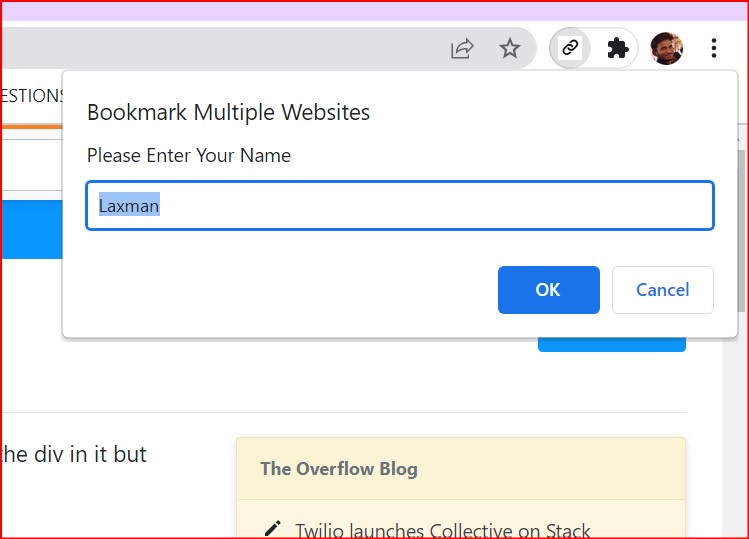 ESTIONS
Bookmark Multiple Websites
Please Enter Your Name
Laxman
OK
Cancel
the div in it but
The Overflow Blog
Twilio launches Collective on Stack